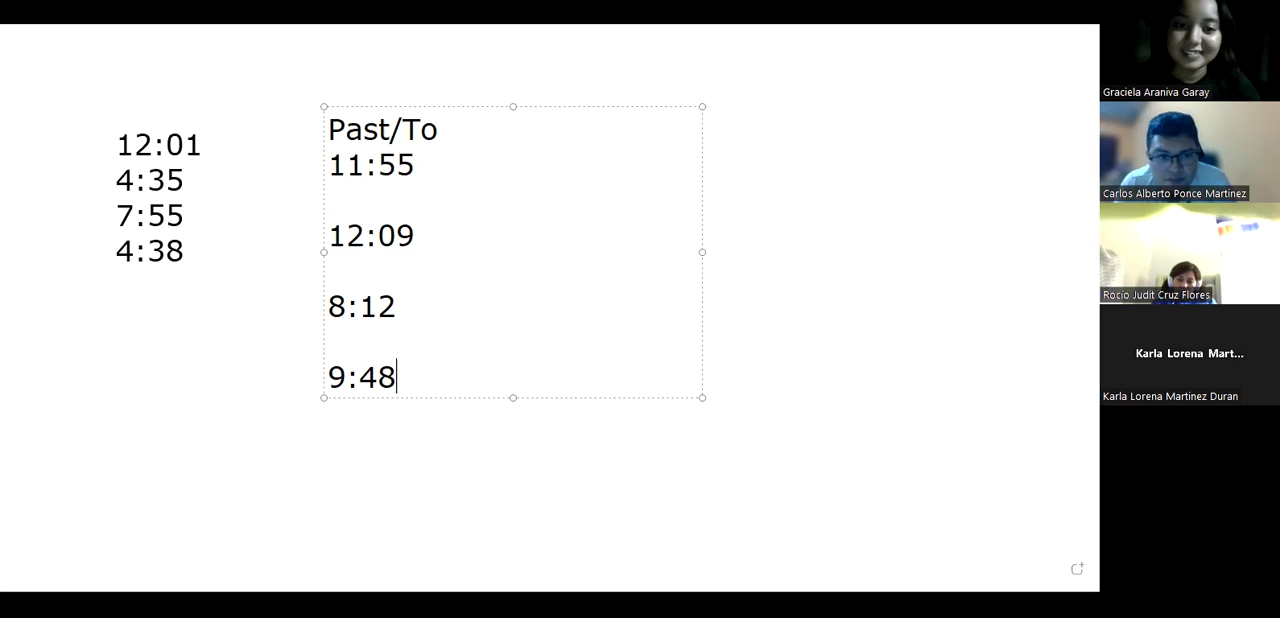 12:01
4:35
7:55
4:38
Past/To
11:55
12:09
8:12
9:48
Graciela Araniva Garay
Carlos Alberto Ponce Martinez
Rocío Judit Cruz Flores
Karla Lorena Mart...
Karla Lorena Martinez Duran